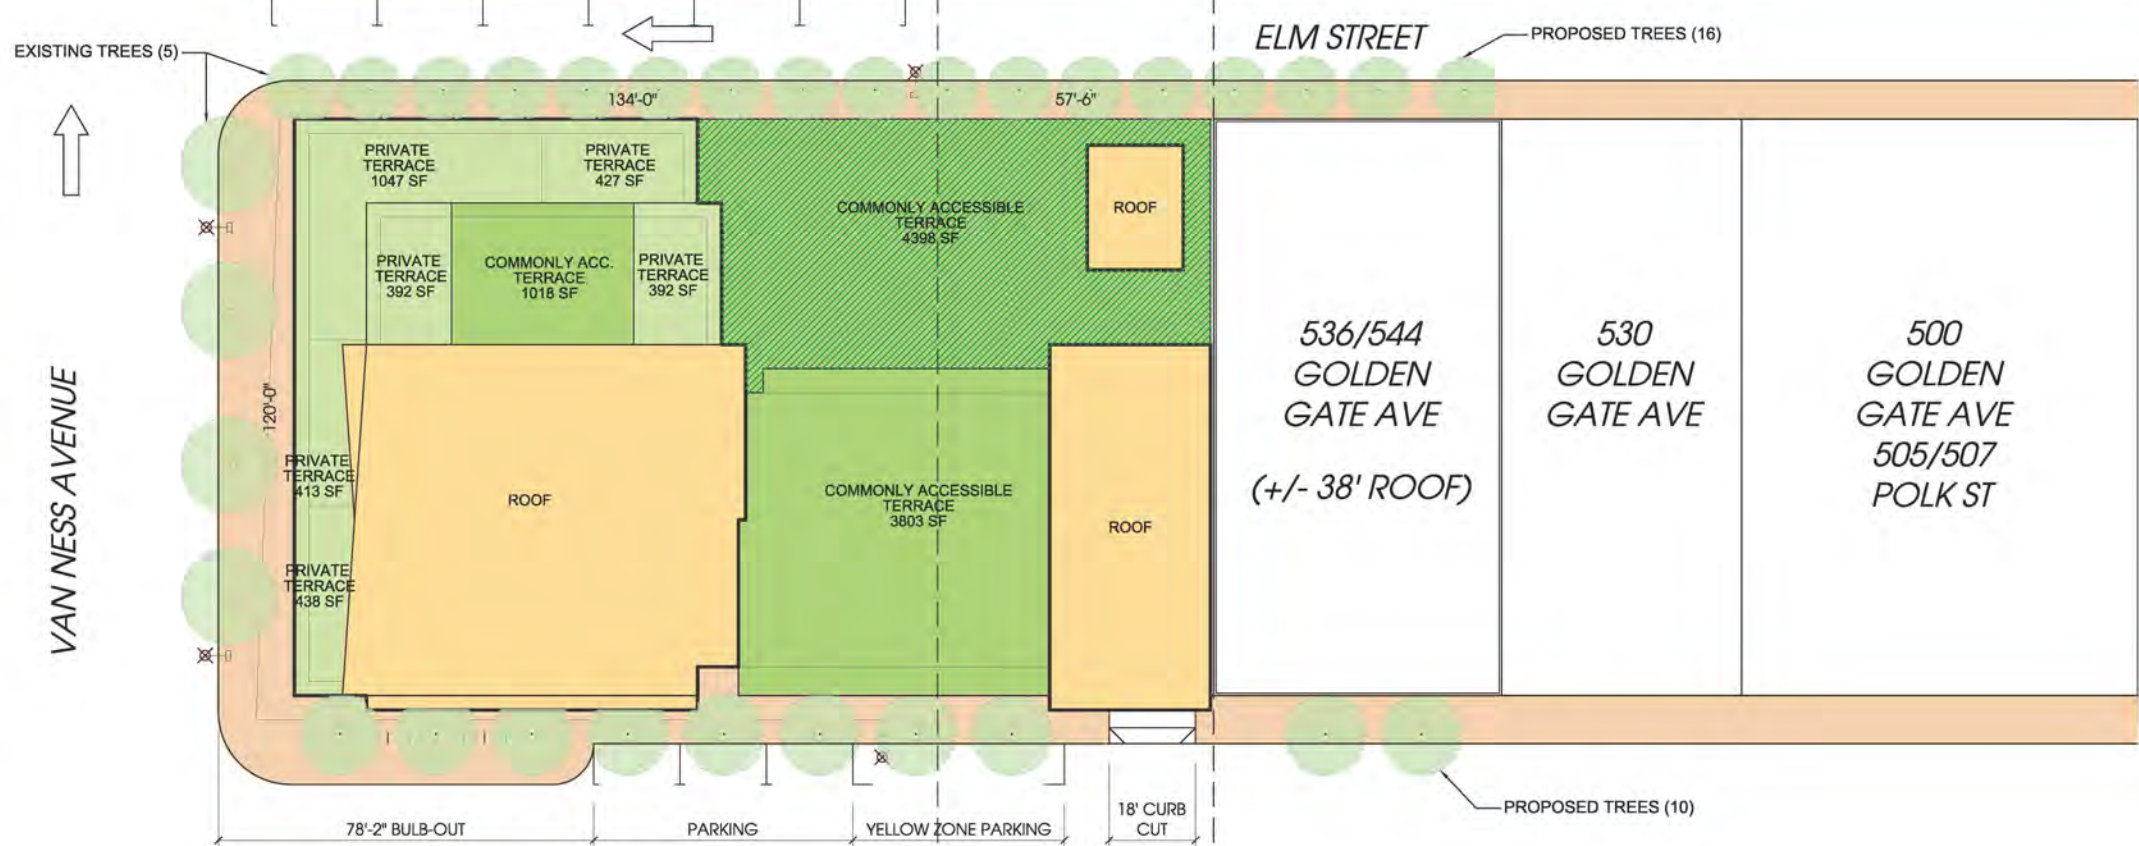 ELM STREET
EXISTING TREES (5)
PROPOSED TREES (16)
134'-0"
57'-6"
PRIVATE
TERRACE
1047 SF
PRIVATE
TERRACE
427 SF
COMMONLY ACCESSIBLE
TERRACE
4398 SF
ROOF
PRIVATE
TERRACE
392 SF
COMMONLY ACC.
TERRACE
1018 SF
PRIVATE
TERRACE
392 SF
536/544
GOLDEN
GATE AVE
(+/- 38' ROOF)
530
GOLDEN
GATE AVE
500
GOLDEN
GATE AVE
505/507
POLK ST
VAN NESS AVENUE
120'-0"
PRIVATE
TERRACE
413 SF
ROOF
COMMONLY ACCESSIBLE
TERRACE
3803 SF
ROOF
PRIVATE
TERRACE
438 SF
PROPOSED TREES (10)
78'-2" BULB-OUT
PARKING
YELLOW ZONE PARKING
18' CURB
CUT